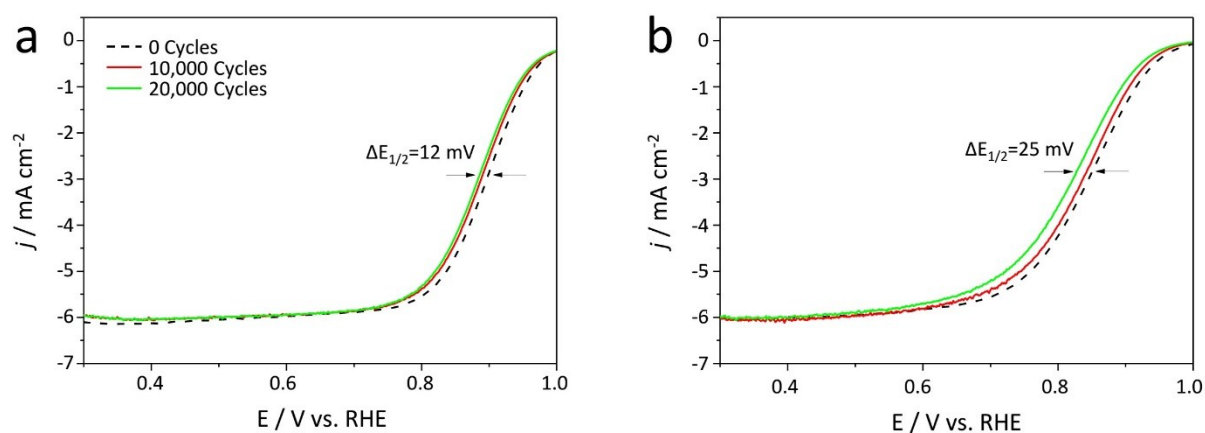 a
0 Cycles
10,000 Cycles
20,000 Cycles
ΔE1/2=12 mV
j / mA cm-2
0
-1
-2
-3
-4
-5
-6
-7
0.4
0.6
0.8
1.0
E / V vs. RHE
b
ΔE1/2=25 mV
j / mA cm-2
0
-1
-2
-3
-4
-5
-6
-7
0.4
0.6
0.8
1.0
E / V vs. RHE